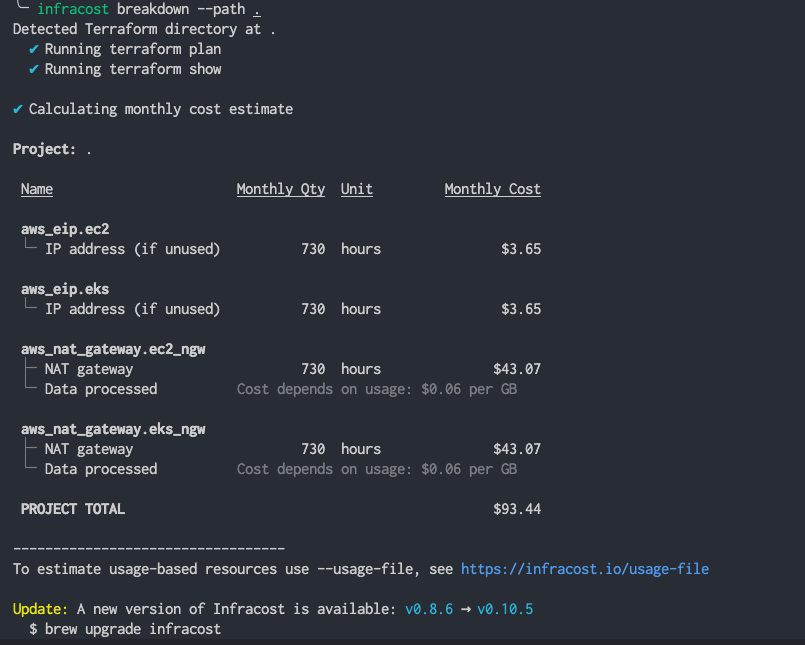 infracost breakdown --path .
Detected Terraform directory at .
✔ Running terraform plan
✔ Running terraform show
✔ Calculating monthly cost estimate
Project: .
Name Monthly Qty Unit Monthly Cost
aws_eip.ec2
└─ IP address (if unused) 730 hours $3.65
aws_eip.eks
└─ IP address (if unused) 730 hours $3.65
aws_nat_gateway.ec2_ngw
├─ NAT gateway 730 hours $43.07
└─ Data processed Cost depends on usage: $0.06 per GB
aws_nat_gateway.eks_ngw
├─ NAT gateway 730 hours $43.07
└─ Data processed Cost depends on usage: $0.06 per GB
PROJECT TOTAL $93.44
----------------------------------
To estimate usage-based resources use --usage-file, see https://infracost.io/usage-file
Update: A new version of Infracost is available: v0.8.6 → v0.10.5
$ brew upgrade infracost